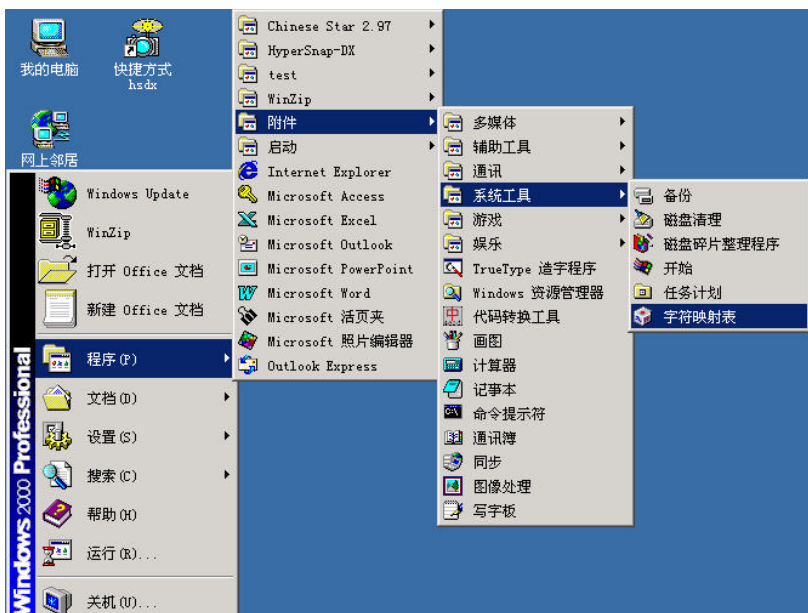 我的电脑
快捷方式
hsdx
网上邻居
Windows Update
WinZip
打开 Office 文档
新建 Office 文档
程序(P)
文档(D)
设置(S)
搜索(C)
帮助(H)
运行(R)...
关机(U)...
Windows 2000 Professional
Chinese Star 2.97
HyperSnap-DX
test
WinZip
附件
启动
Internet Explorer
Microsoft Access
Microsoft Excel
Microsoft Outlook
Microsoft PowerPoint
Microsoft Word
Microsoft 活页夹
Microsoft 照片编辑器
Outlook Express
多媒体
辅助工具
通讯
系统工具
游戏
娱乐
TrueType 造字程序
Windows 资源管理器
代码转换工具
画图
计算器
记事本
命令提示符
通讯簿
同步
图像处理
写字板
备份
磁盘清理
磁盘碎片整理程序
开始
任务计划
字符映射表